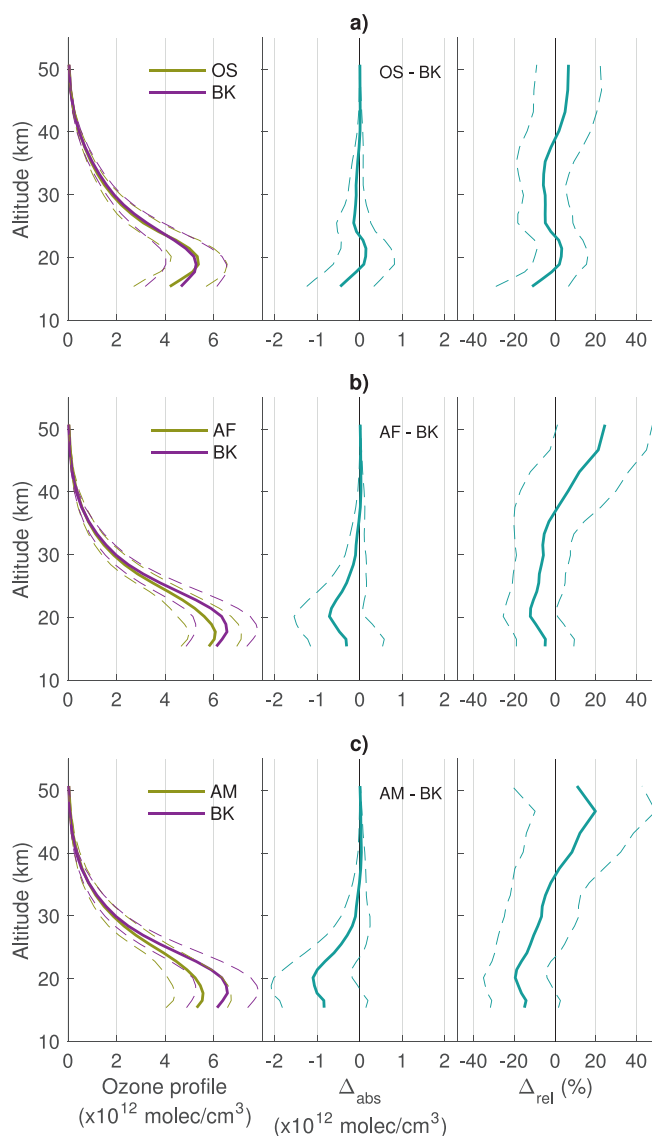 a)
OS
BK
OS - BK
Altitude (km)
50
40
30
20
10
0 2 4 6 -2 -1 0 1 2 -40 -20 0 20 40
b)
AF
BK
AF - BK
Altitude (km)
50
40
30
20
10
0 2 4 6 -2 -1 0 1 2 -40 -20 0 20 40
c)
AM
BK
AM - BK
Altitude (km)
50
40
30
20
10
0 2 4 6 -2 -1 0 1 2 -40 -20 0 20 40
Ozone profile
(x10¹² molec/cm³)
Δabs
(x10¹² molec/cm³)
Δrel (%)